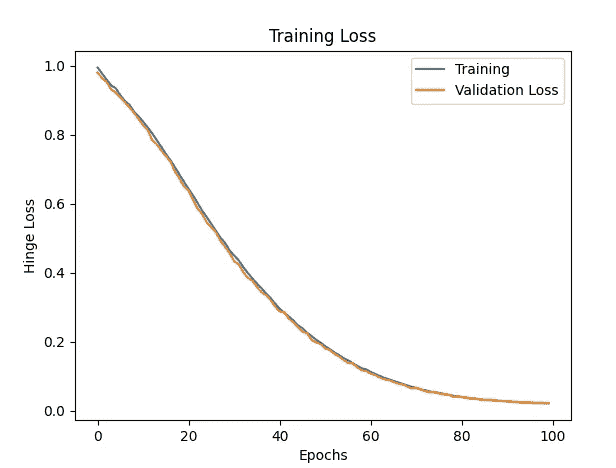 Training Loss
Training
Validation Loss
1.0
0.8
0.6
0.4
0.2
0.0
Hinge Loss
0 20 40 60 80 100
Epochs